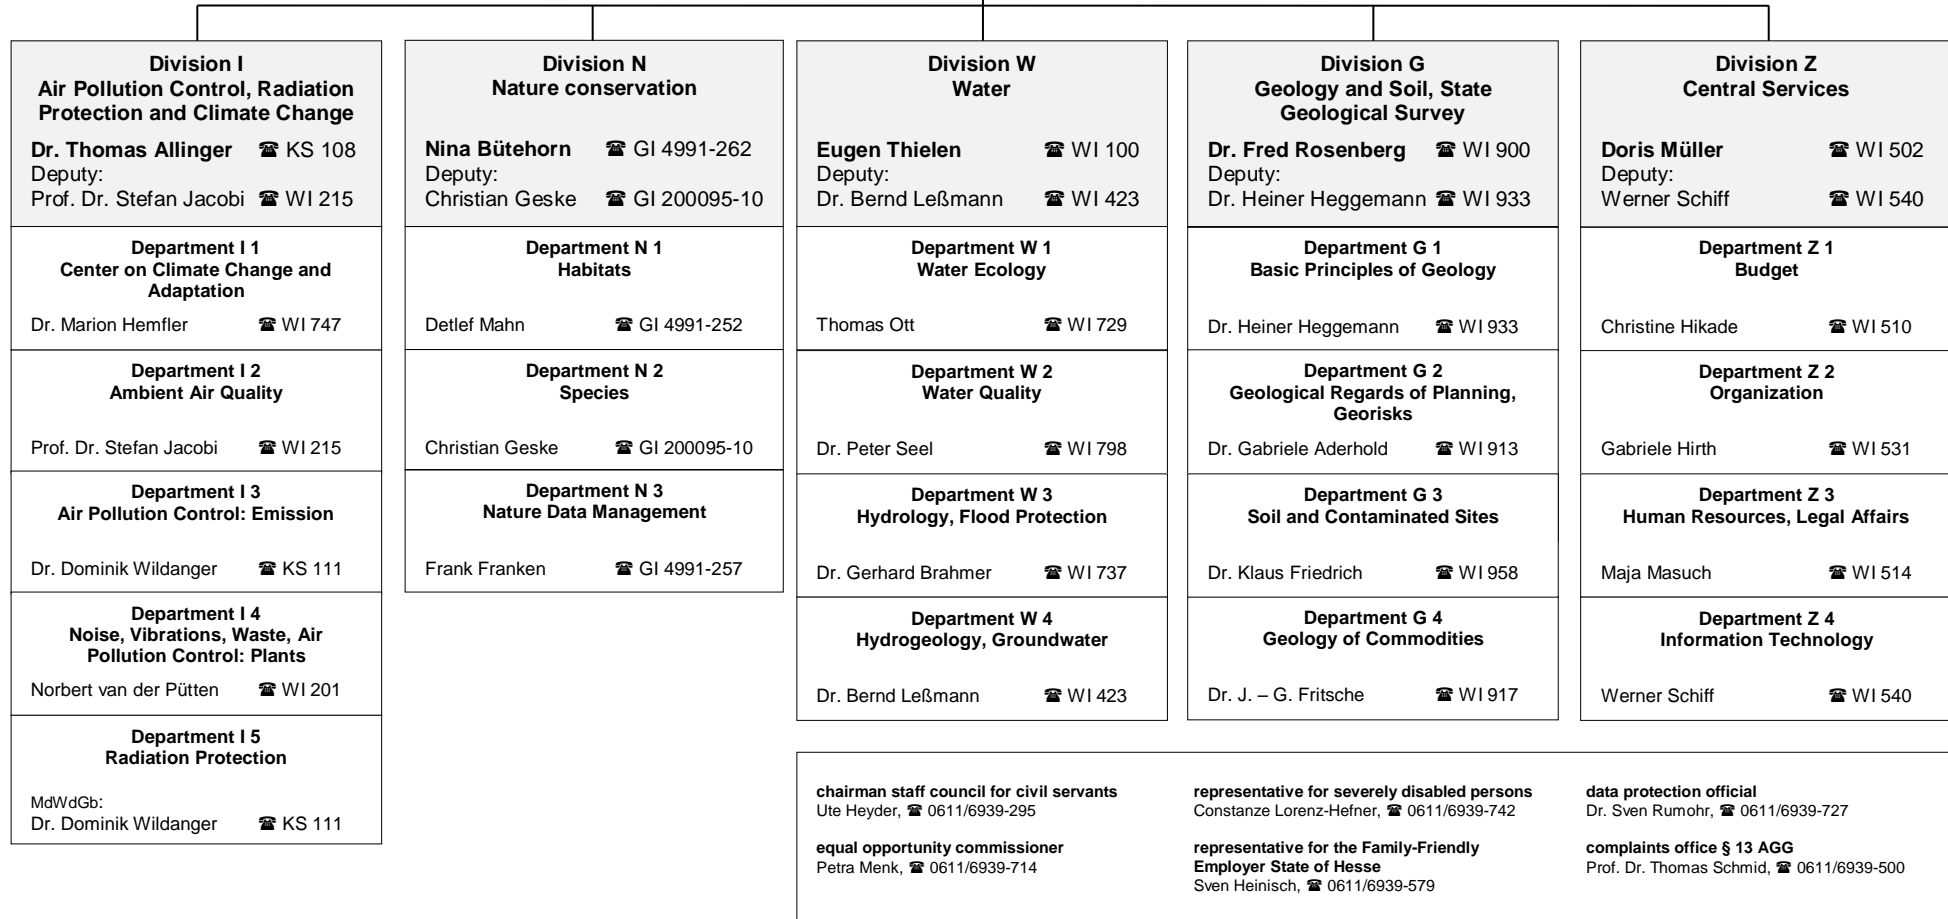 Division I
Air Pollution Control, Radiation
Protection and Climate Change
Dr. Thomas Allinger ☎ KS 108
Deputy:
Prof. Dr. Stefan Jacobi ☎ WI 215
Department I 1
Center on Climate Change and
Adaptation
Dr. Marion Hemfler ☎ WI 747
Department I 2
Ambient Air Quality
Prof. Dr. Stefan Jacobi ☎ WI 215
Department I 3
Air Pollution Control: Emission
Dr. Dominik Wildanger ☎ KS 111
Department I 4
Noise, Vibrations, Waste, Air
Pollution Control: Plants
Norbert van der Pütten ☎ WI 201
Department I 5
Radiation Protection
MdWdGb:
Dr. Dominik Wildanger ☎ KS 111
Division N
Nature conservation
Nina Bütehorn ☎ GI 4991-262
Deputy:
Christian Geske ☎ GI 200095-10
Department N 1
Habitats
Detlef Mahn ☎ GI 4991-252
Department N 2
Species
Christian Geske ☎ GI 200095-10
Department N 3
Nature Data Management
Frank Franken ☎ GI 4991-257
Division W
Water
Eugen Thielen ☎ WI 100
Deputy:
Dr. Bernd Leßmann ☎ WI 423
Department W 1
Water Ecology
Thomas Ott ☎ WI 729
Department W 2
Water Quality
Dr. Peter Seel ☎ WI 798
Department W 3
Hydrology, Flood Protection
Dr. Gerhard Brahmer ☎ WI 737
Department W 4
Hydrogeology, Groundwater
Dr. Bernd Leßmann ☎ WI 423
Division G
Geology and Soil, State
Geological Survey
Dr. Fred Rosenberg ☎ WI 900
Deputy:
Dr. Heiner Heggemann ☎ WI 933
Department G 1
Basic Principles of Geology
Dr. Heiner Heggemann ☎ WI 933
Department G 2
Geological Regards of Planning,
Georisks
Dr. Gabriele Aderhold ☎ WI 913
Department G 3
Soil and Contaminated Sites
Dr. Klaus Friedrich ☎ WI 958
Department G 4
Geology of Commodities
Dr. J. – G. Fritsche ☎ WI 917
Division Z
Central Services
Doris Müller ☎ WI 502
Deputy:
Werner Schiff ☎ WI 540
Department Z 1
Budget
Christine Hikade ☎ WI 510
Department Z 2
Organization
Gabriele Hirth ☎ WI 531
Department Z 3
Human Resources, Legal Affairs
Maja Masuch ☎ WI 514
Department Z 4
Information Technology
Werner Schiff ☎ WI 540
chairman staff council for civil servants
Ute Heyder, ☎ 0611/6939-295
equal opportunity commissioner
Petra Menk, ☎ 0611/6939-714
representative for severely disabled persons
Constanze Lorenz-Hefner, ☎ 0611/6939-742
representative for the Family-Friendly
Employer State of Hesse
Sven Heinisch, ☎ 0611/6939-579
data protection official
Dr. Sven Rumohr, ☎ 0611/6939-727
complaints office § 13 AGG
Prof. Dr. Thomas Schmid, ☎ 0611/6939-500